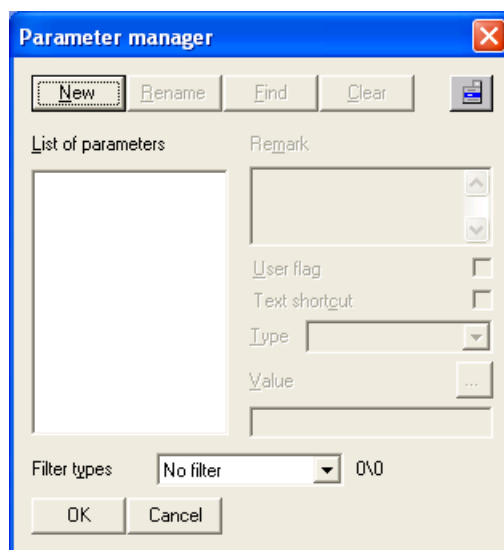 Parameter manager
New Rename Find Clear
List of parameters Remark
User flag
Text shortcut
Type
Value ...
Filter types No filter 0\0
OK Cancel